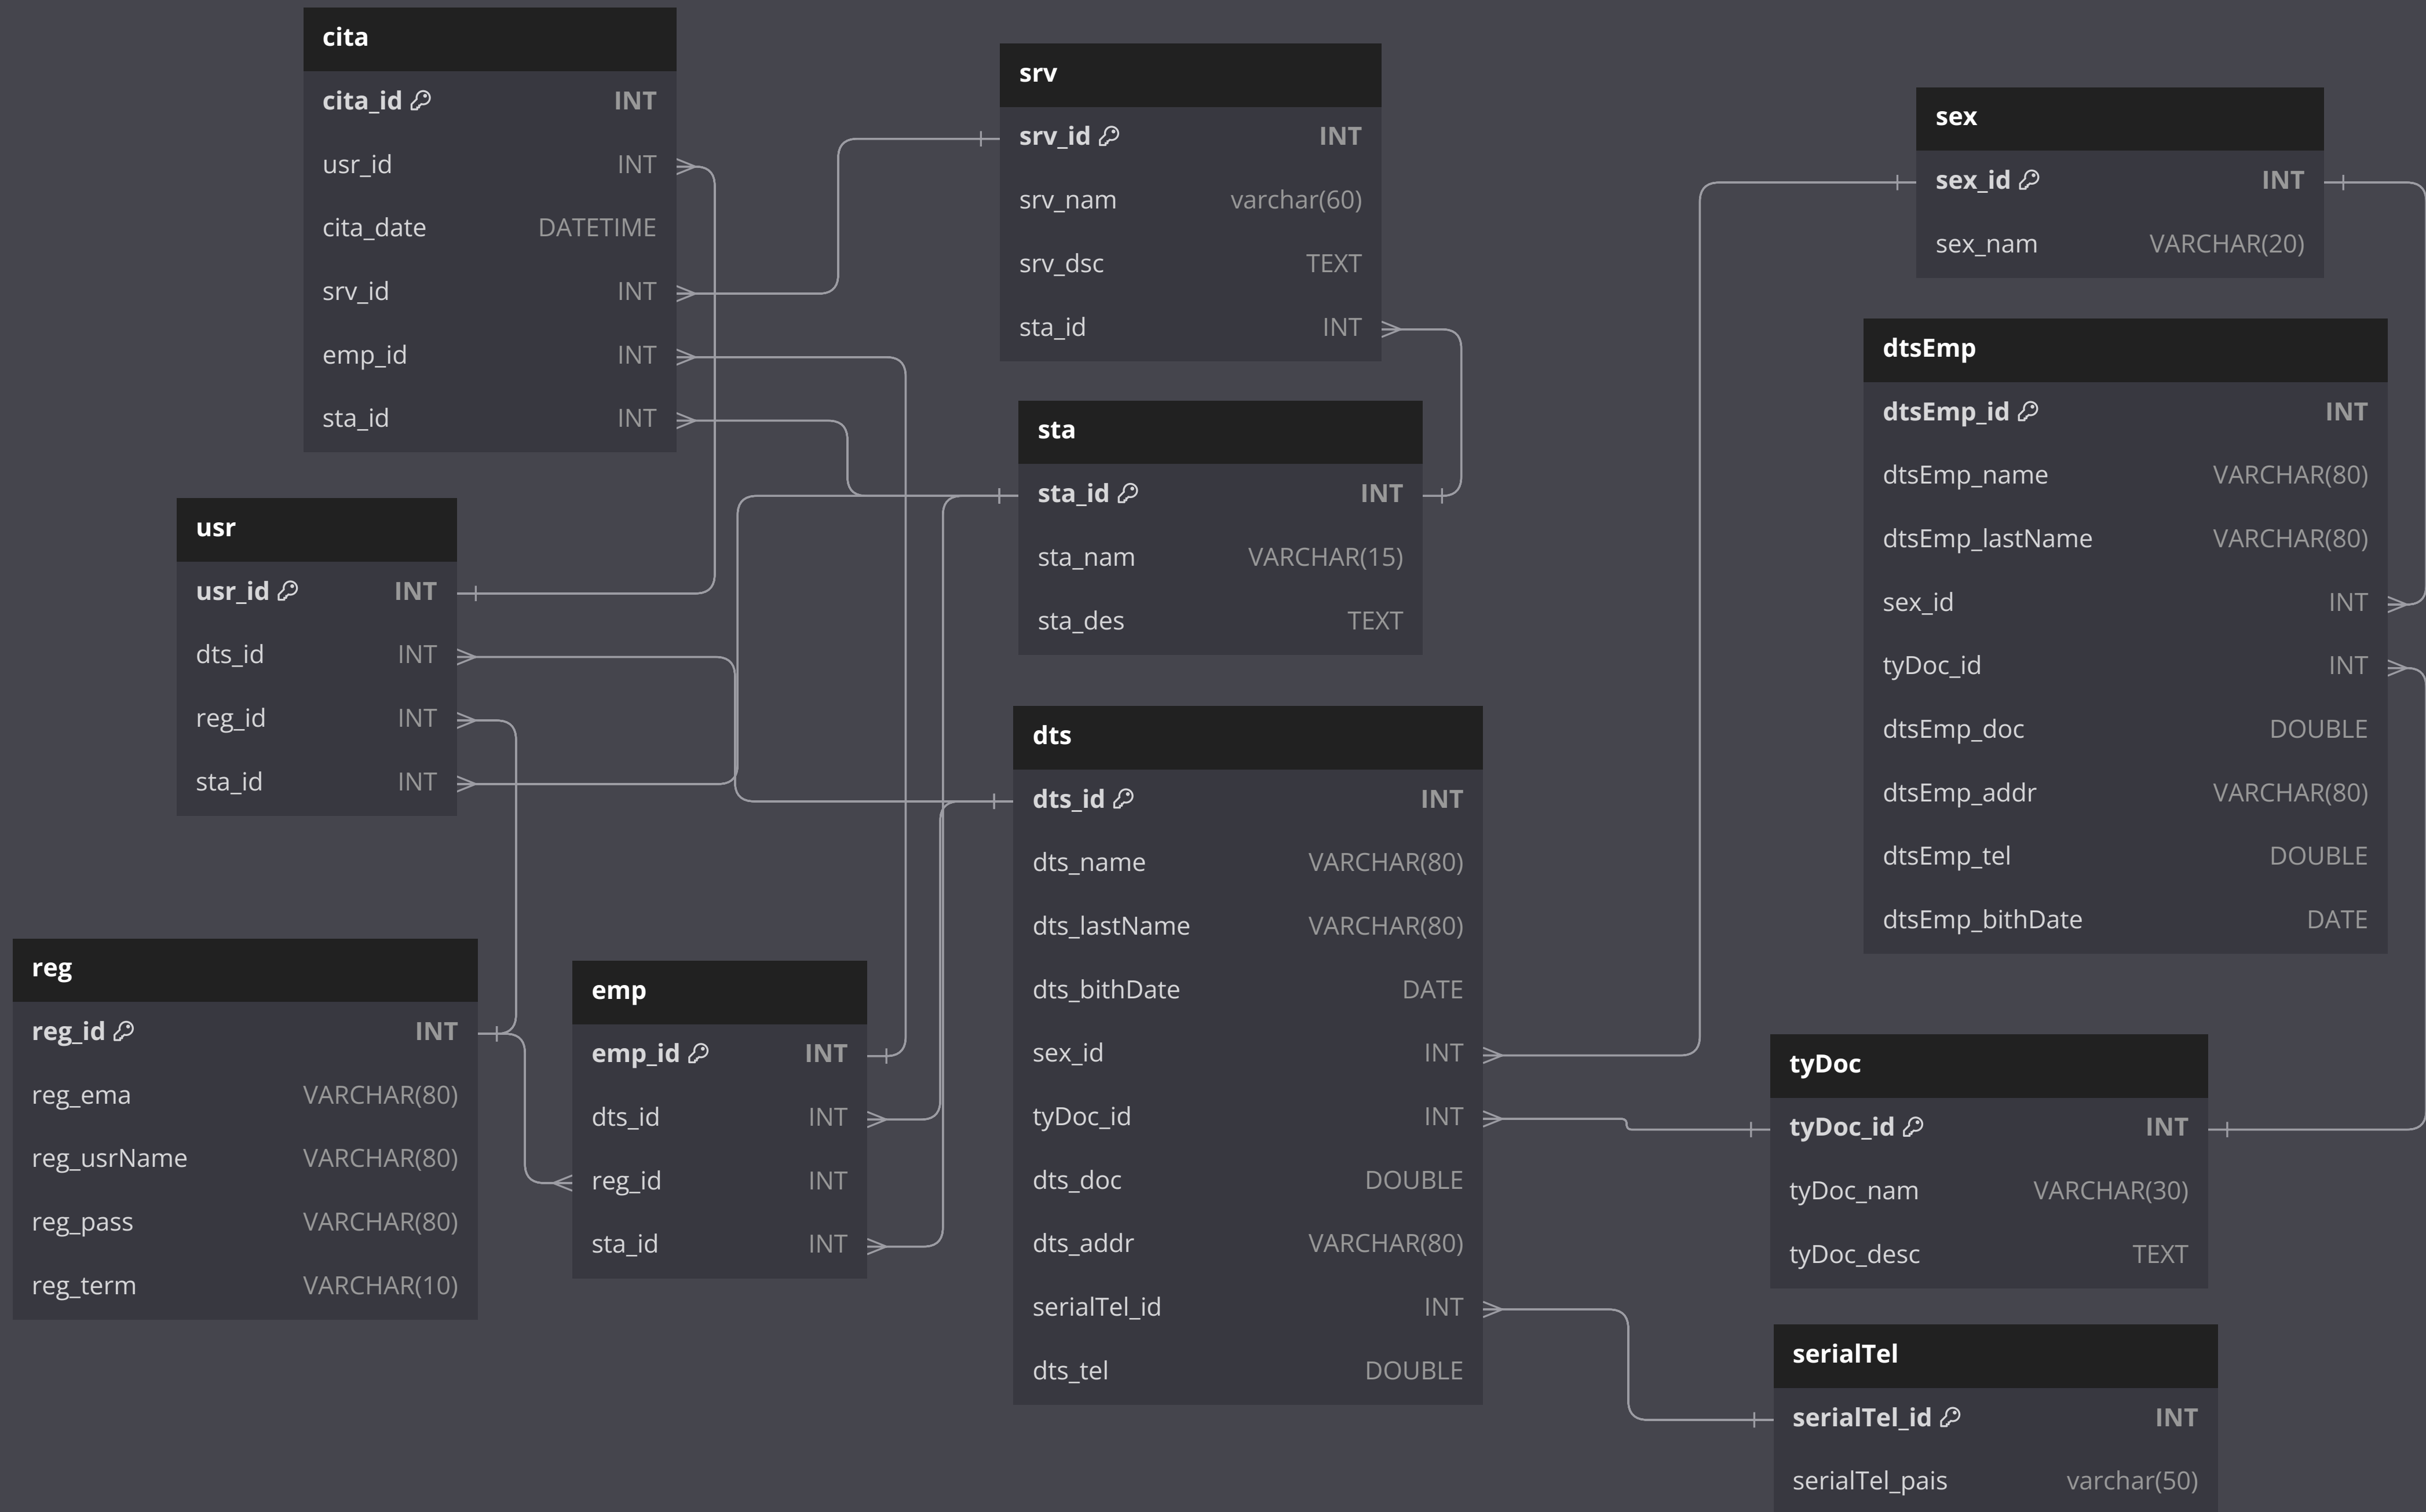 cita
cita_id INT
usr_id INT
cita_date DATETIME
srv_id INT
emp_id INT
sta_id INT
srv
srv_id INT
srv_nam varchar(60)
srv_dsc TEXT
sta_id INT
sex
sex_id INT
sex_nam VARCHAR(20)
dtsEmp
dtsEmp_id INT
dtsEmp_name VARCHAR(80)
dtsEmp_lastName VARCHAR(80)
sex_id INT
tyDoc_id INT
dtsEmp_doc DOUBLE
dtsEmp_addr VARCHAR(80)
dtsEmp_tel DOUBLE
dtsEmp_bithDate DATE
sta
sta_id INT
sta_nam VARCHAR(15)
sta_des TEXT
usr
usr_id INT
dts_id INT
reg_id INT
sta_id INT
dts
dts_id INT
dts_name VARCHAR(80)
dts_lastName VARCHAR(80)
dts_bithDate DATE
sex_id INT
tyDoc_id INT
dts_doc DOUBLE
dts_addr VARCHAR(80)
serialTel_id INT
dts_tel DOUBLE
reg
reg_id INT
reg_ema VARCHAR(80)
reg_usrName VARCHAR(80)
reg_pass VARCHAR(80)
reg_term VARCHAR(10)
emp
emp_id INT
dts_id INT
reg_id INT
sta_id INT
tyDoc
tyDoc_id INT
tyDoc_nam VARCHAR(30)
tyDoc_desc TEXT
serialTel
serialTel_id INT
serialTel_pais varchar(50)